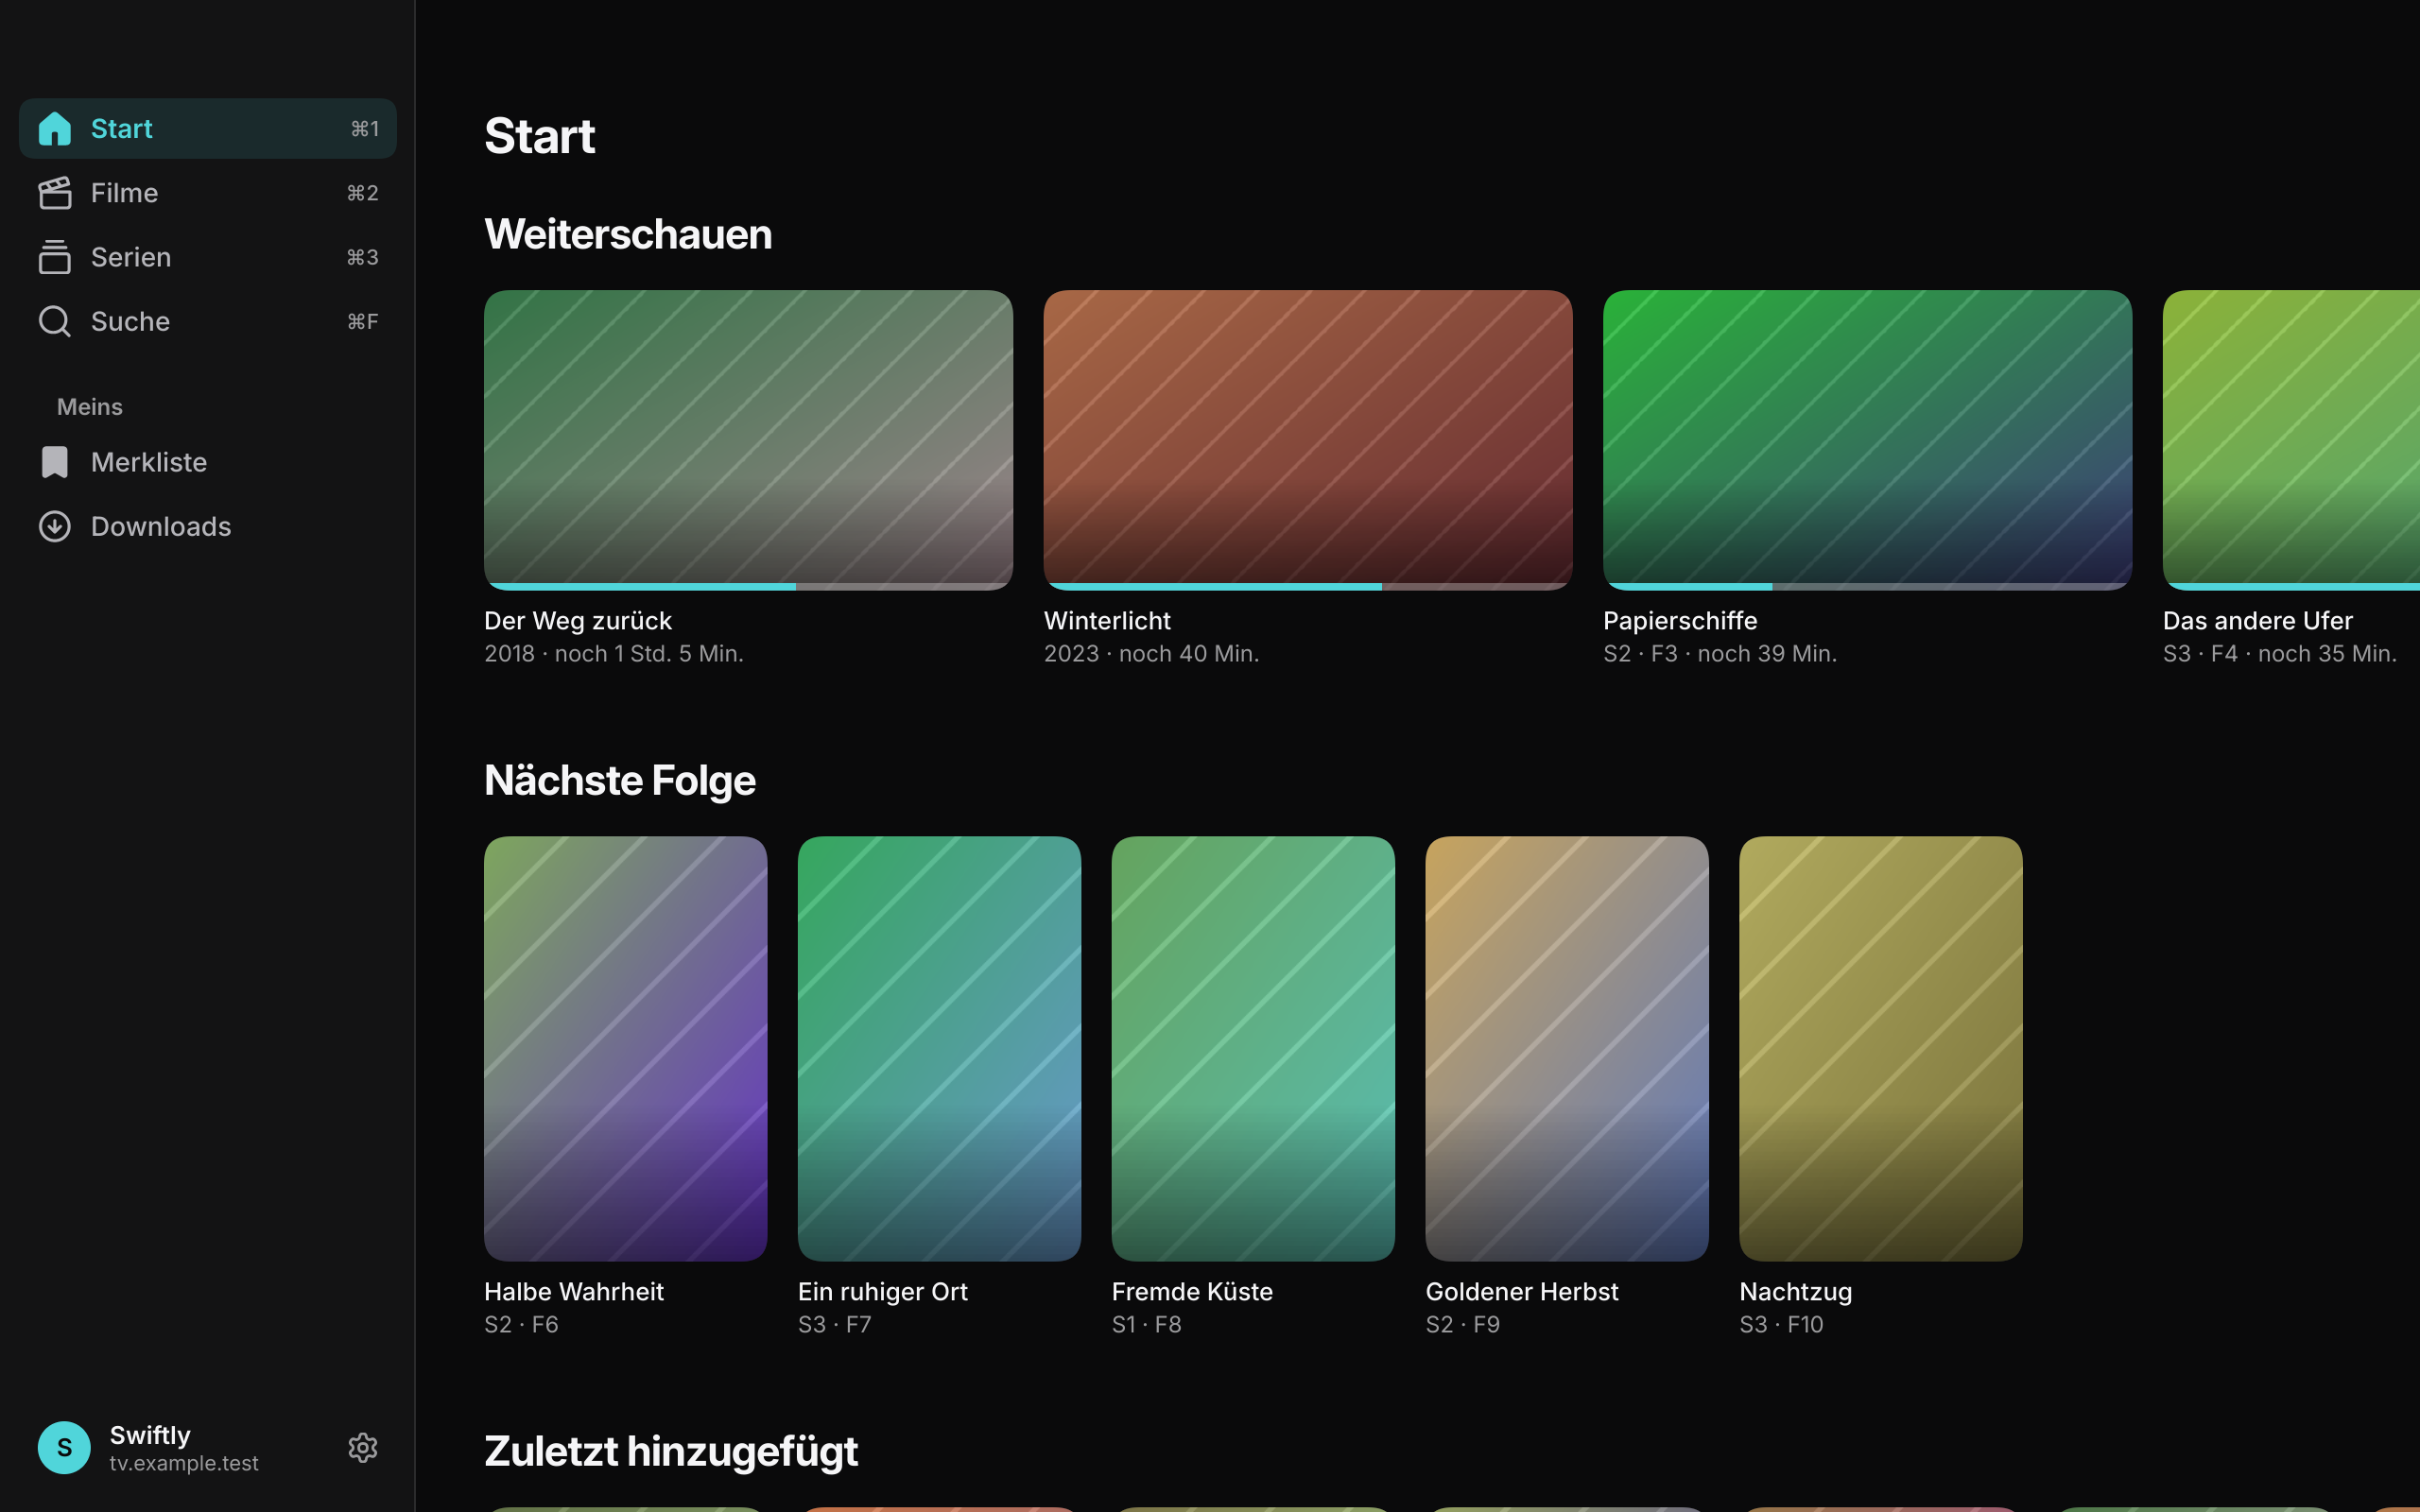 Start ⌘1
Filme ⌘2
Serien ⌘3
Suche ⌘F
Meins
Merkliste
Downloads
S
Swiftly
tv.example.test
Start
Weiterschauen
Der Weg zurück
2018 · noch 1 Std. 5 Min.
Winterlicht
2023 · noch 40 Min.
Papierschiffe
S2 · F3 · noch 39 Min.
Das andere Ufer
S3 · F4 · noch 35 Min.
Nächste Folge
Halbe Wahrheit
S2 · F6
Ein ruhiger Ort
S3 · F7
Fremde Küste
S1 · F8
Goldener Herbst
S2 · F9
Nachtzug
S3 · F10
Zuletzt hinzugefügt